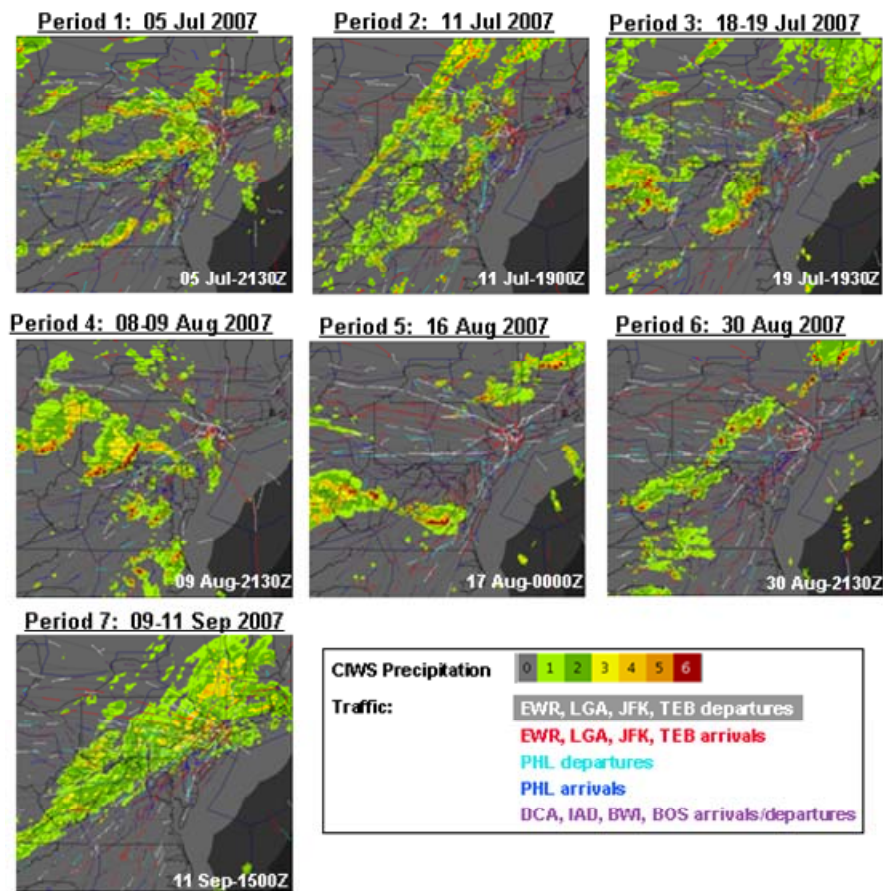 Period 1: 05 Jul 2007
Period 2: 11 Jul 2007
Period 3: 18-19 Jul 2007
05 Jul-2130Z
11 Jul-1900Z
19 Jul-1930Z
Period 4: 08-09 Aug 2007
Period 5: 16 Aug 2007
Period 6: 30 Aug 2007
09 Aug-2130Z
17 Aug-0000Z
30 Aug-2130Z
Period 7: 09-11 Sep 2007
11 Sep-1500Z
CIWS Precipitation
0 1 2 3 4 5 6
Traffic:
EWR, LGA, JFK, TEB departures
EWR, LGA, JFK, TEB arrivals
PHL departures
PHL arrivals
DCA, IAD, BWI, BOS arrivals/departures